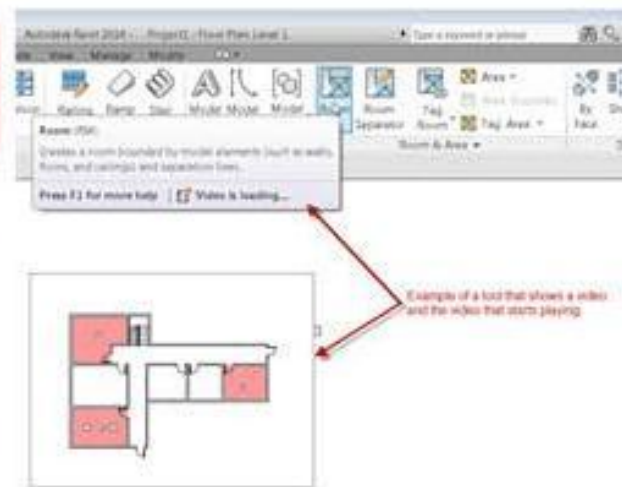 Autodesk Revit 2014 - Project1 - Floor Plan: Level 1
Type a keyword or phrase
View Manage Modify
Railing Ramp Stair Model Model Model Room Room Tag
Separator Room
Area
Area Boundary
Tag Area
By
Face
Room & Area
Room (RM)
Creates a room bounded by model elements (such as walls,
floors, and ceilings) and separation lines.
Press F1 for more help Video is loading...
Example of a tool that shows a video
and the video that starts playing